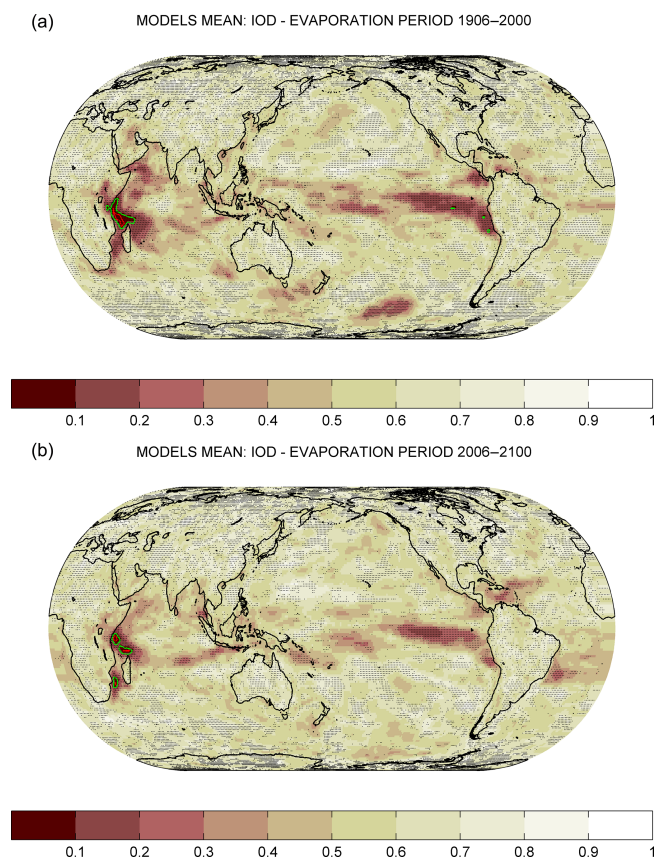 (a)
MODELS MEAN: IOD - EVAPORATION PERIOD 1906–2000
0.1 0.2 0.3 0.4 0.5 0.6 0.7 0.8 0.9 1
(b)
MODELS MEAN: IOD - EVAPORATION PERIOD 2006–2100
0.1 0.2 0.3 0.4 0.5 0.6 0.7 0.8 0.9 1